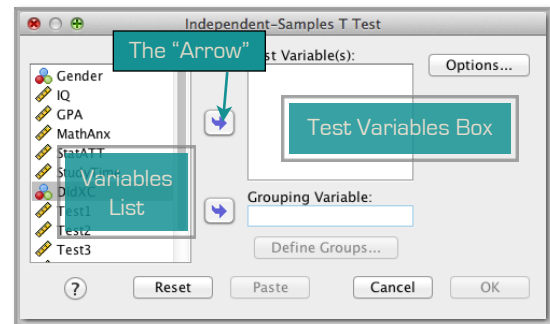 Independent-Samples T Test
The “Arrow”
Variable(s):
Options...
Gender
IQ
GPA
MathAnx
StatATT
Test Variables Box
Variables
List
DidXC
Test1
Test2
Test3
Grouping Variable:
Define Groups...
?
Reset
Paste
Cancel
OK